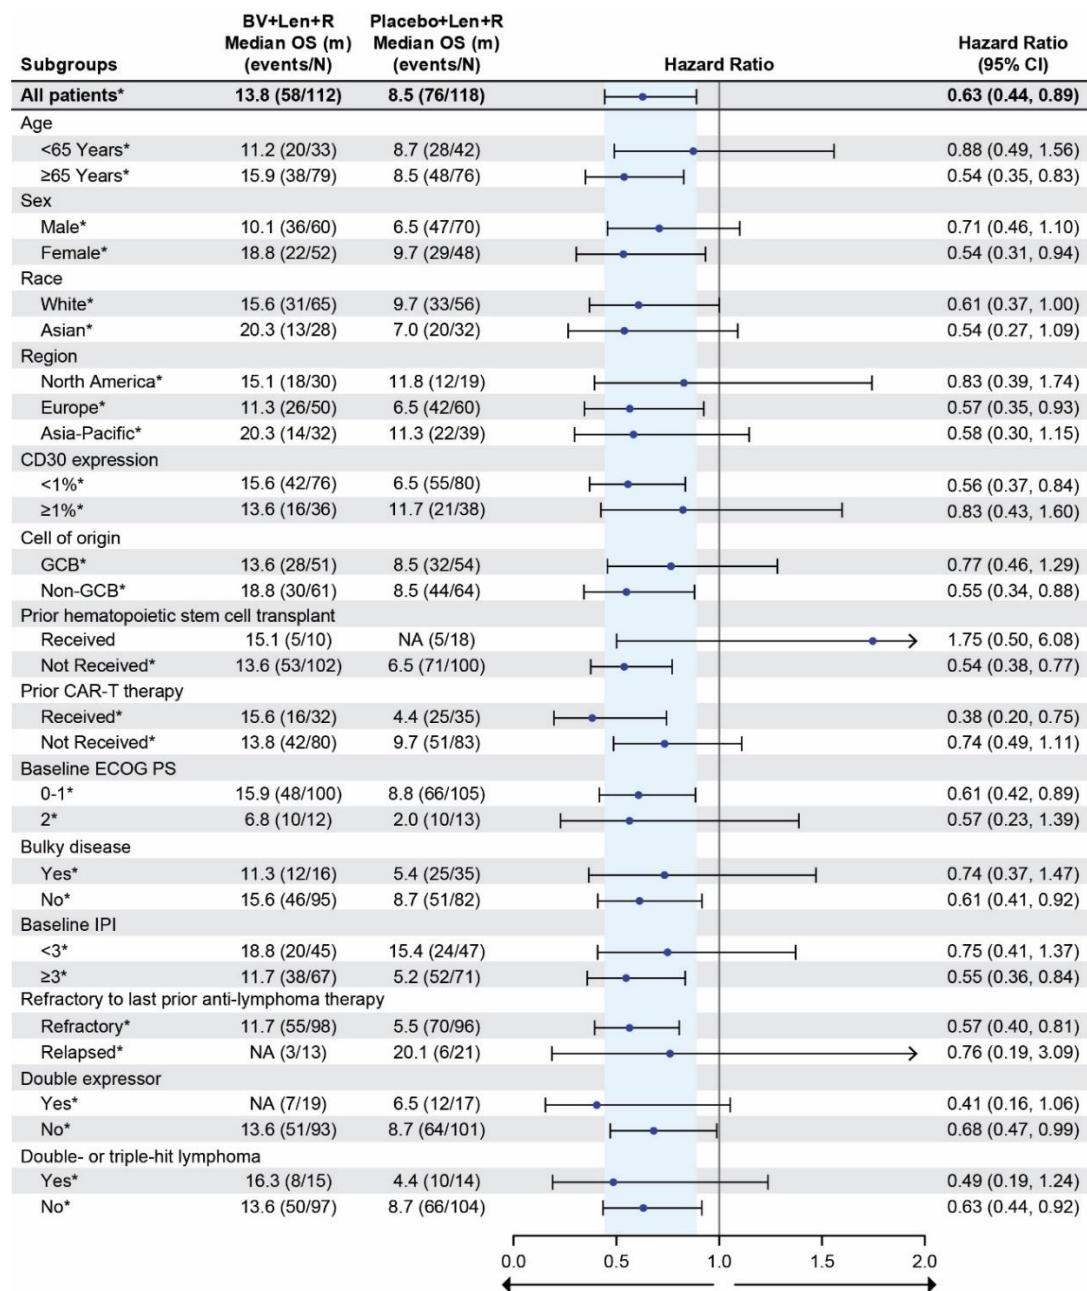 BV+Len+R Placebo+Len+R
Median OS (m) Median OS (m) Hazard Ratio
Subgroups (events/N) (events/N) Hazard Ratio (95% CI)
All patients* 13.8 (58/112) 8.5 (76/118) 0.63 (0.44, 0.89)
Age
<65 Years* 11.2 (20/33) 8.7 (28/42) 0.88 (0.49, 1.56)
≥65 Years* 15.9 (38/79) 8.5 (48/76) 0.54 (0.35, 0.83)
Sex
Male* 10.1 (36/60) 6.5 (47/70) 0.71 (0.46, 1.10)
Female* 18.8 (22/52) 9.7 (29/48) 0.54 (0.31, 0.94)
Race
White* 15.6 (31/65) 9.7 (33/56) 0.61 (0.37, 1.00)
Asian* 20.3 (13/28) 7.0 (20/32) 0.54 (0.27, 1.09)
Region
North America* 15.1 (18/30) 11.8 (12/19) 0.83 (0.39, 1.74)
Europe* 11.3 (26/50) 6.5 (42/60) 0.57 (0.35, 0.93)
Asia-Pacific* 20.3 (14/32) 11.3 (22/39) 0.58 (0.30, 1.15)
CD30 expression
<1%* 15.6 (42/76) 6.5 (55/80) 0.56 (0.37, 0.84)
≥1%* 13.6 (16/36) 11.7 (21/38) 0.83 (0.43, 1.60)
Cell of origin
GCB* 13.6 (28/51) 8.5 (32/54) 0.77 (0.46, 1.29)
Non-GCB* 18.8 (30/61) 8.5 (44/64) 0.55 (0.34, 0.88)
Prior hematopoietic stem cell transplant
Received 15.1 (5/10) NA (5/18) 1.75 (0.50, 6.08)
Not Received* 13.6 (53/102) 6.5 (71/100) 0.54 (0.38, 0.77)
Prior CAR-T therapy
Received* 15.6 (16/32) 4.4 (25/35) 0.38 (0.20, 0.75)
Not Received* 13.8 (42/80) 9.7 (51/83) 0.74 (0.49, 1.11)
Baseline ECOG PS
0-1* 15.9 (48/100) 8.8 (66/105) 0.61 (0.42, 0.89)
2* 6.8 (10/12) 2.0 (10/13) 0.57 (0.23, 1.39)
Bulky disease
Yes* 11.3 (12/16) 5.4 (25/35) 0.74 (0.37, 1.47)
No* 15.6 (46/95) 8.7 (51/82) 0.61 (0.41, 0.92)
Baseline IPI
<3* 18.8 (20/45) 15.4 (24/47) 0.75 (0.41, 1.37)
≥3* 11.7 (38/67) 5.2 (52/71) 0.55 (0.36, 0.84)
Refractory to last prior anti-lymphoma therapy
Refractory* 11.7 (55/98) 5.5 (70/96) 0.57 (0.40, 0.81)
Relapsed* NA (3/13) 20.1 (6/21) 0.76 (0.19, 3.09)
Double expressor
Yes* NA (7/19) 6.5 (12/17) 0.41 (0.16, 1.06)
No* 13.6 (51/93) 8.7 (64/101) 0.68 (0.47, 0.99)
Double- or triple-hit lymphoma
Yes* 16.3 (8/15) 4.4 (10/14) 0.49 (0.19, 1.24)
No* 13.6 (50/97) 8.7 (66/104) 0.63 (0.44, 0.92)
0.0 0.5 1.0 1.5 2.0